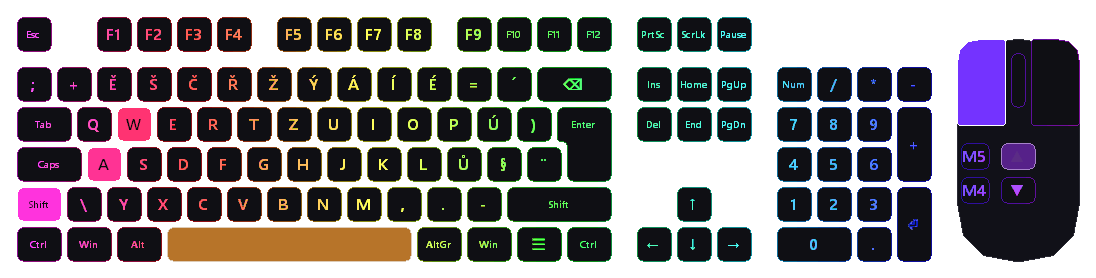 Esc F1 F2 F3 F4 F5 F6 F7 F8 F9 F10 F11 F12 PrtSc ScrLk Pause
; + Ě Š Č Ř Ž Ý Á Í É = ´ ⌫ Ins Home PgUp Num / * -
Tab Q W E R T Z U I O P Ú ) Enter Del End PgDn 7 8 9 +
Caps A S D F G H J K L Ů § ¨ 4 5 6 M5 ▲
Shift \ Y X C V B N M , . - Shift ↑ 1 2 3 M4 ▼
Ctrl Win Alt AltGr Win ☰ Ctrl ← ↓ → 0 .